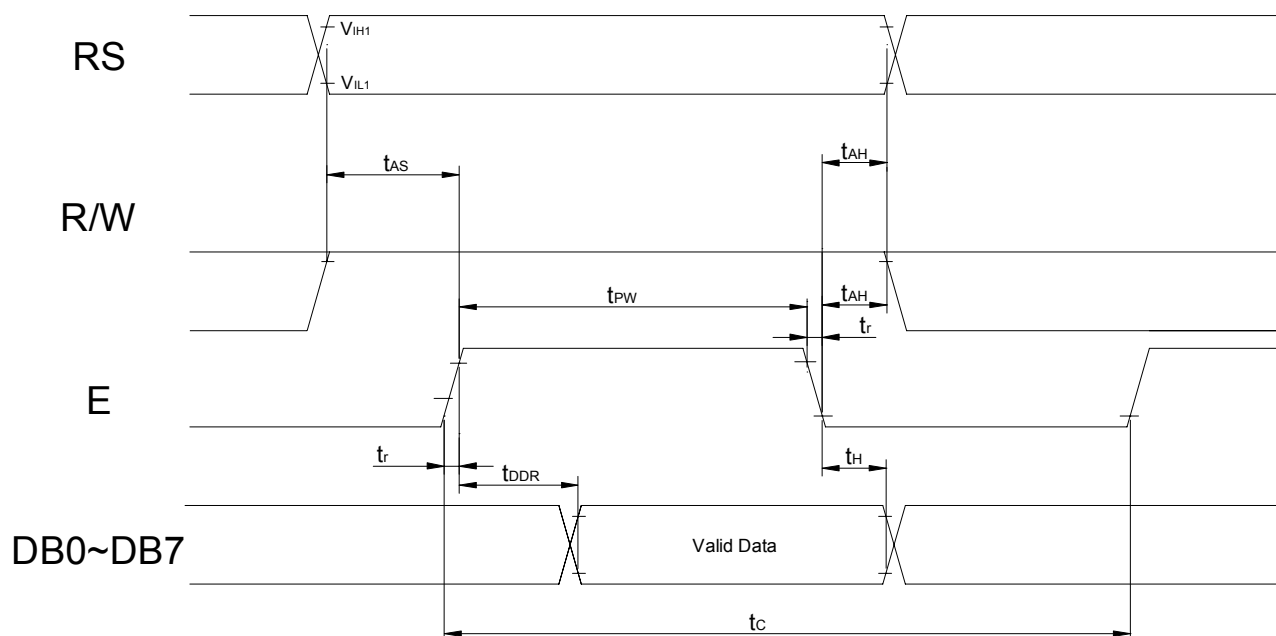 RS
VIH1
VIL1
tAS
tAH
R/W
tPW
tAH
tr
E
tr
tDDR
tH
DB0~DB7
Valid Data
tC